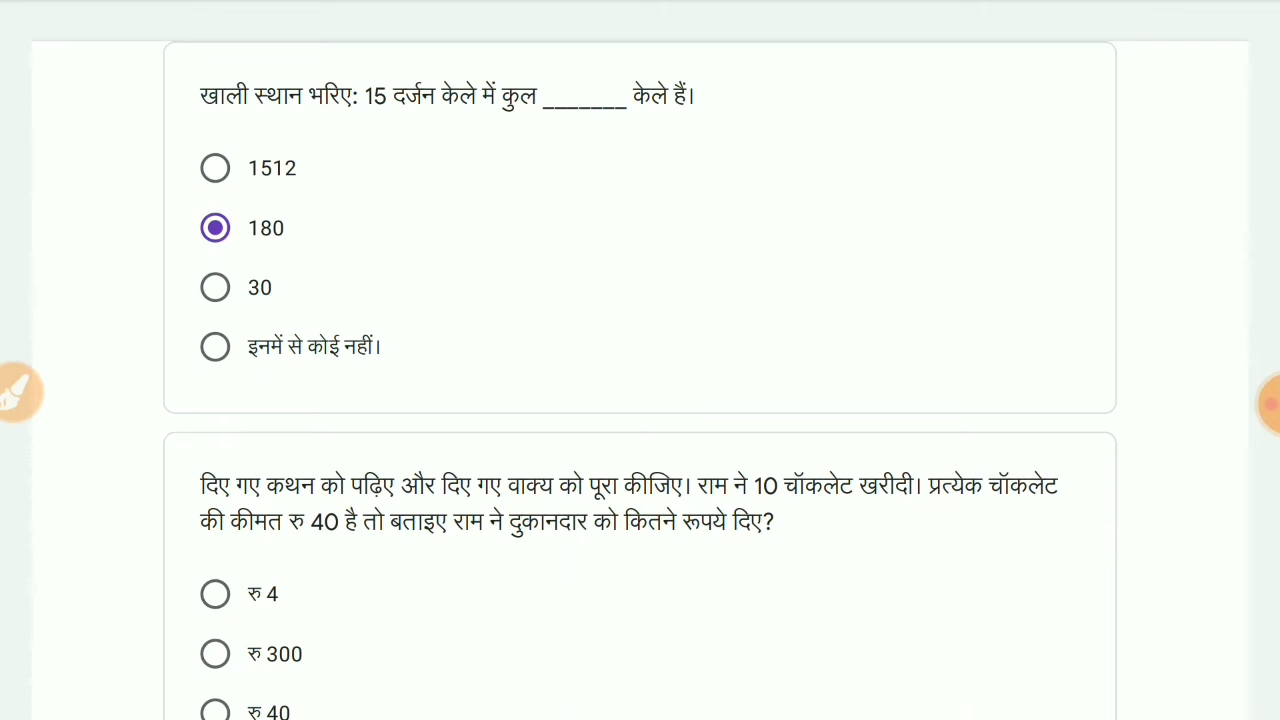 खाली स्थान भरिए: 15 दर्जन केले में कुल _______ केले हैं।
1512
180
30
इनमें से कोई नहीं।
दिए गए कथन को पढ़िए और दिए गए वाक्य को पूरा कीजिए। राम ने 10 चॉकलेट खरीदी। प्रत्येक चॉकलेट
की कीमत रु 40 है तो बताइए राम ने दुकानदार को कितने रूपये दिए?
रु 4
रु 300
रु 40